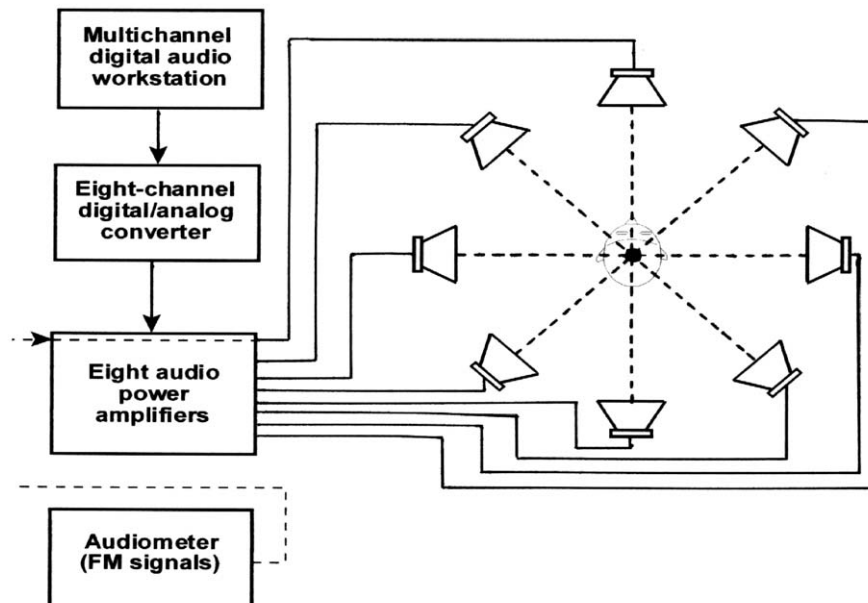 Multichannel
digital audio
workstation
Eight-channel
digital/analog
converter
Eight audio
power
amplifiers
Audiometer
(FM signals)